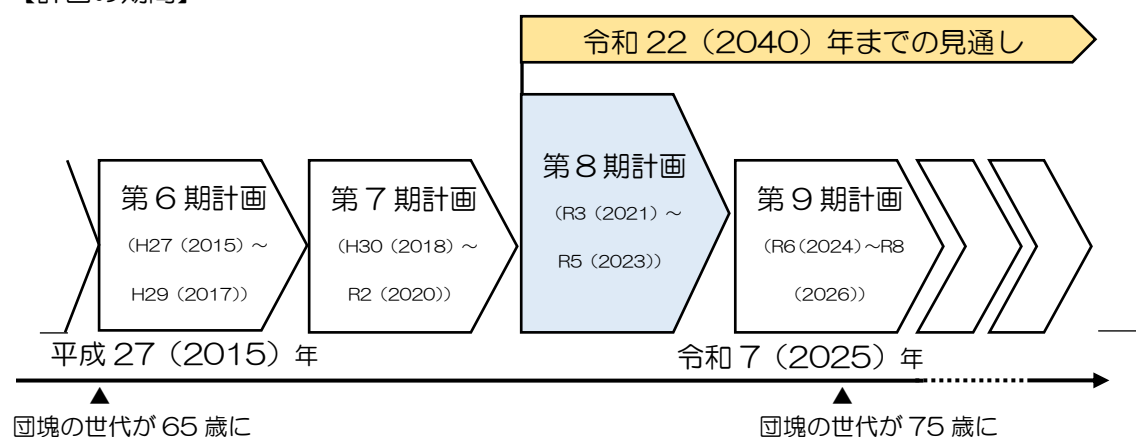 【計画の期間】
令和 22（2040）年までの見通し
第６期計画
（H27（2015）～
H29（2017））
第７期計画
（H30（2018）～
R2（2020））
第８期計画
（R3（2021）～
R5（2023））
第９期計画
（R6(2024)～R8
（2026））
平成 27（2015）年
令和 7（2025）年
▲
団塊の世代が 65 歳に
▲
団塊の世代が 75 歳に